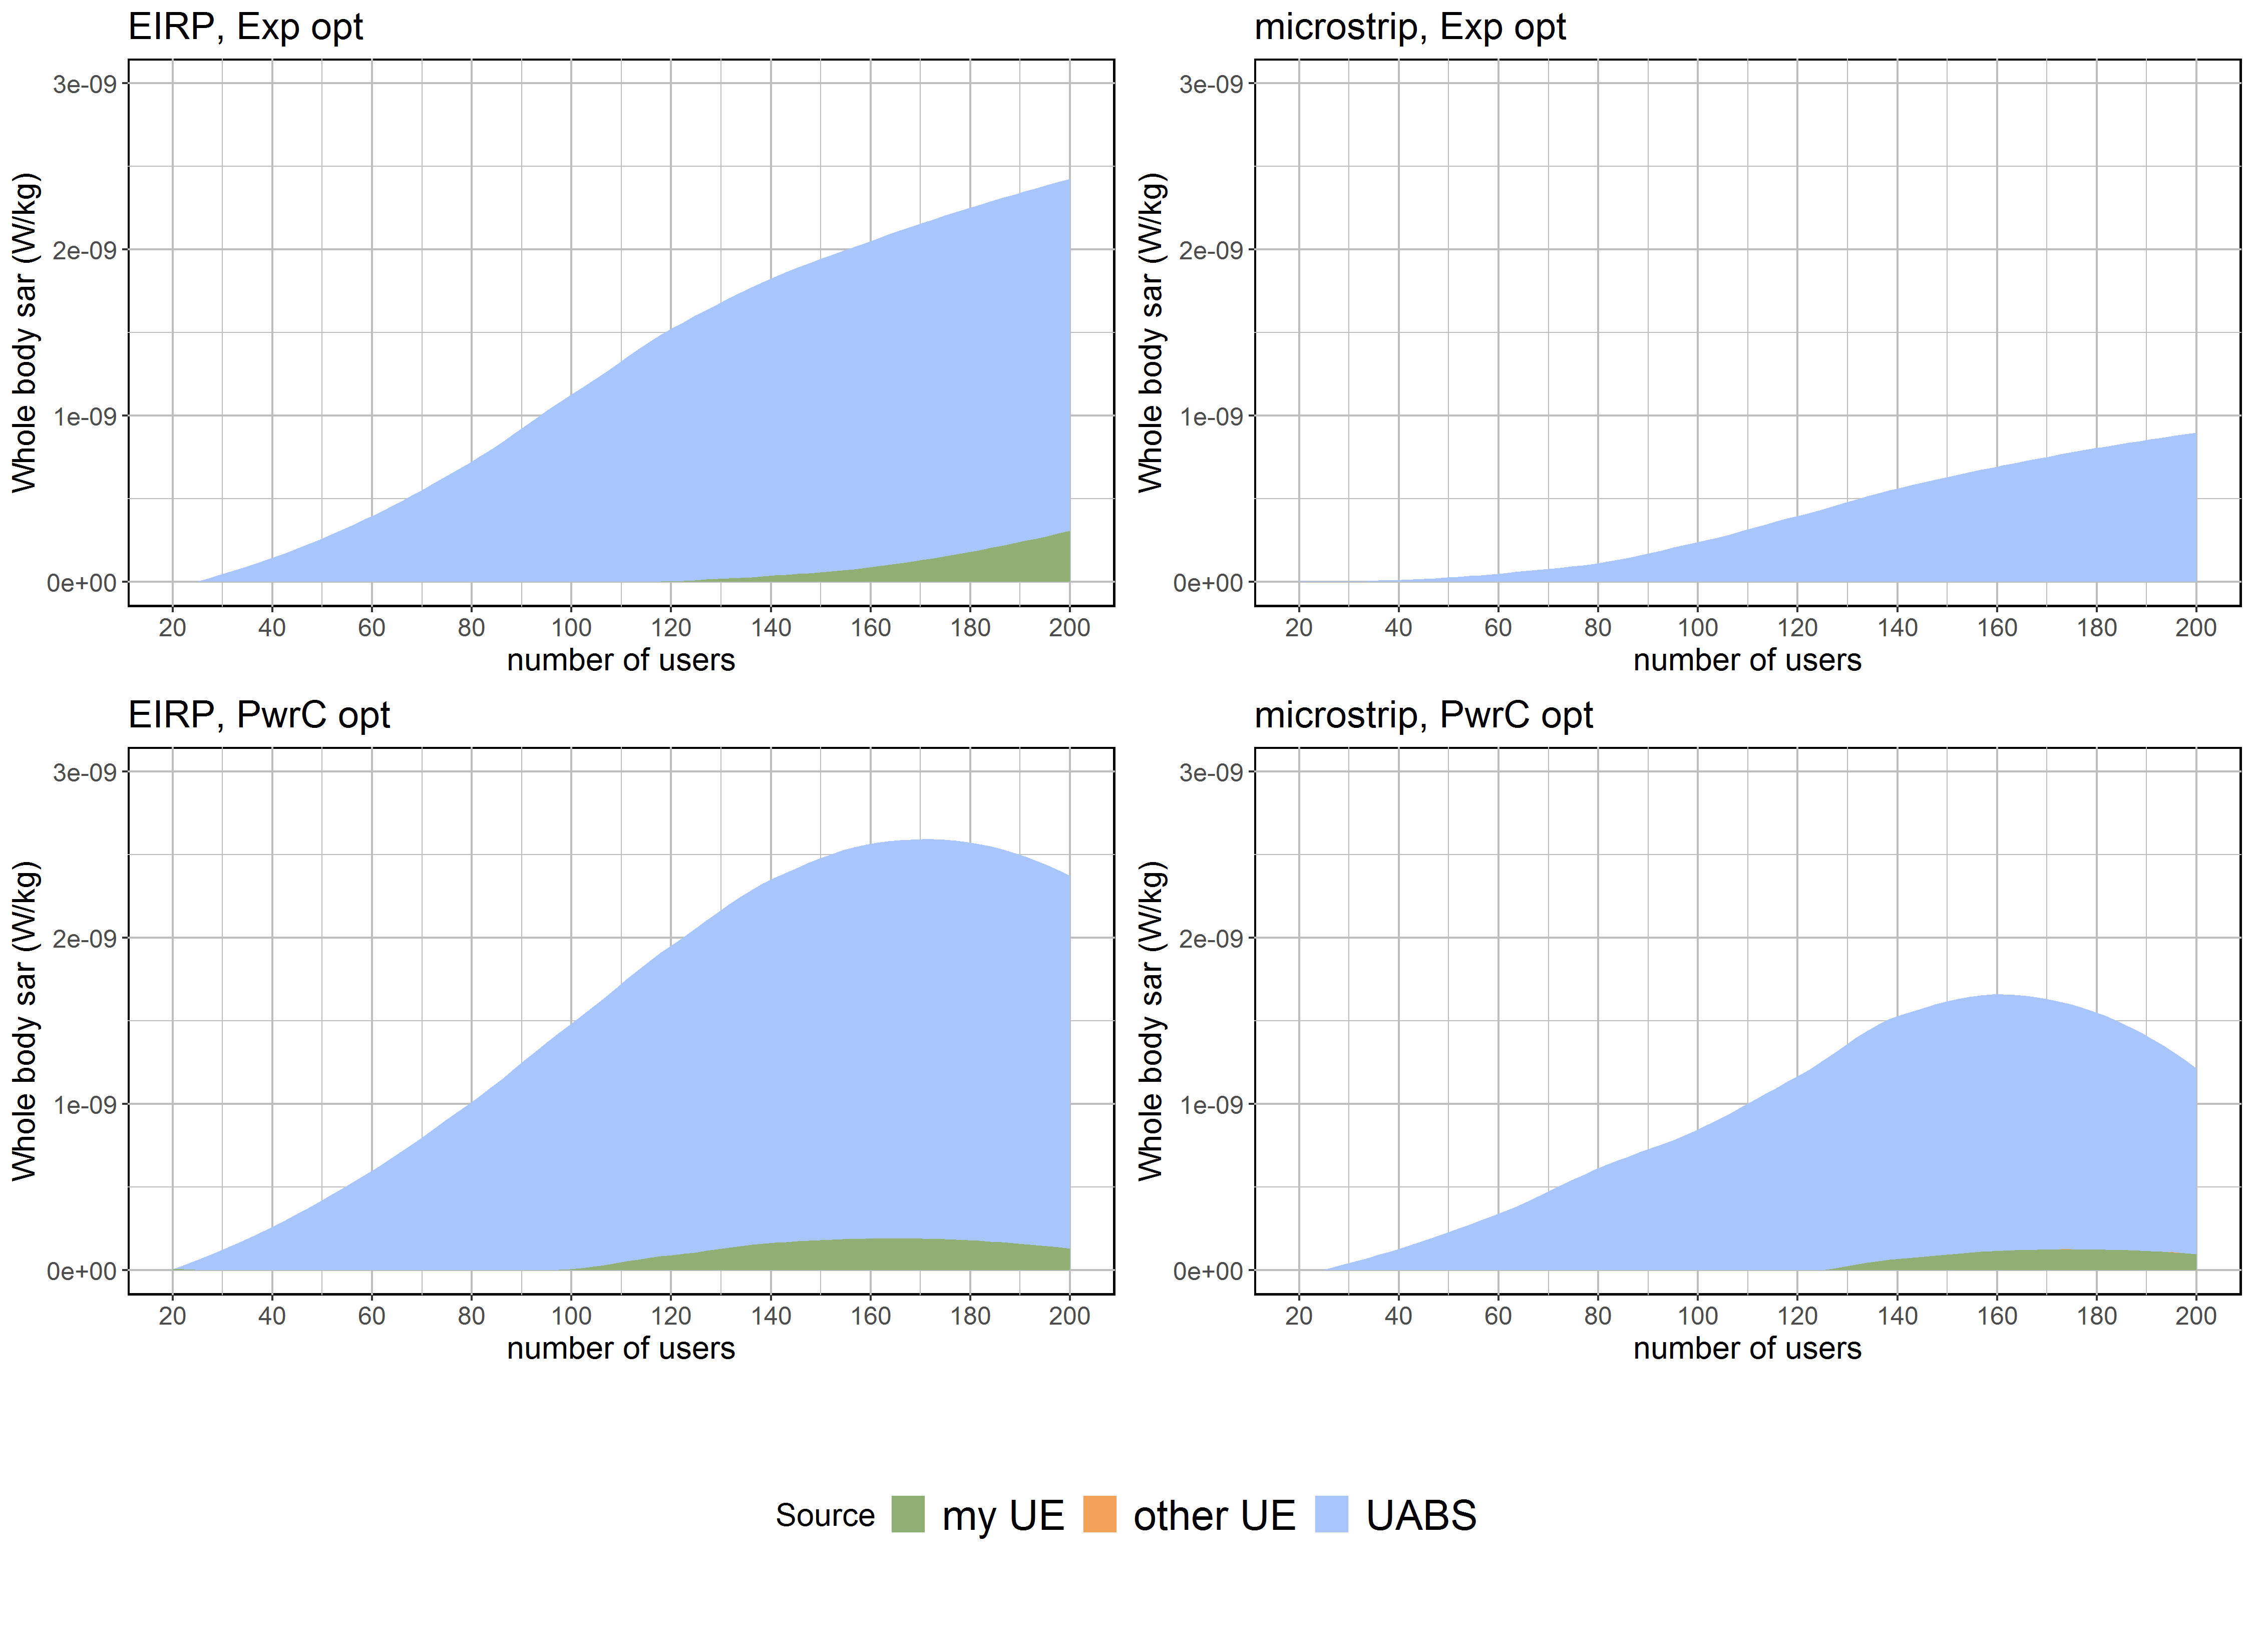 EIRP, Exp opt
microstrip, Exp opt
Whole body sar (W/kg)
3e-09
2e-09
1e-09
0e+00
20 40 60 80 100 120 140 160 180 200
number of users
Whole body sar (W/kg)
3e-09
2e-09
1e-09
0e+00
20 40 60 80 100 120 140 160 180 200
number of users
EIRP, PwrC opt
microstrip, PwrC opt
Whole body sar (W/kg)
3e-09
2e-09
1e-09
0e+00
20 40 60 80 100 120 140 160 180 200
number of users
Whole body sar (W/kg)
3e-09
2e-09
1e-09
0e+00
20 40 60 80 100 120 140 160 180 200
number of users
Source my UE other UE UABS